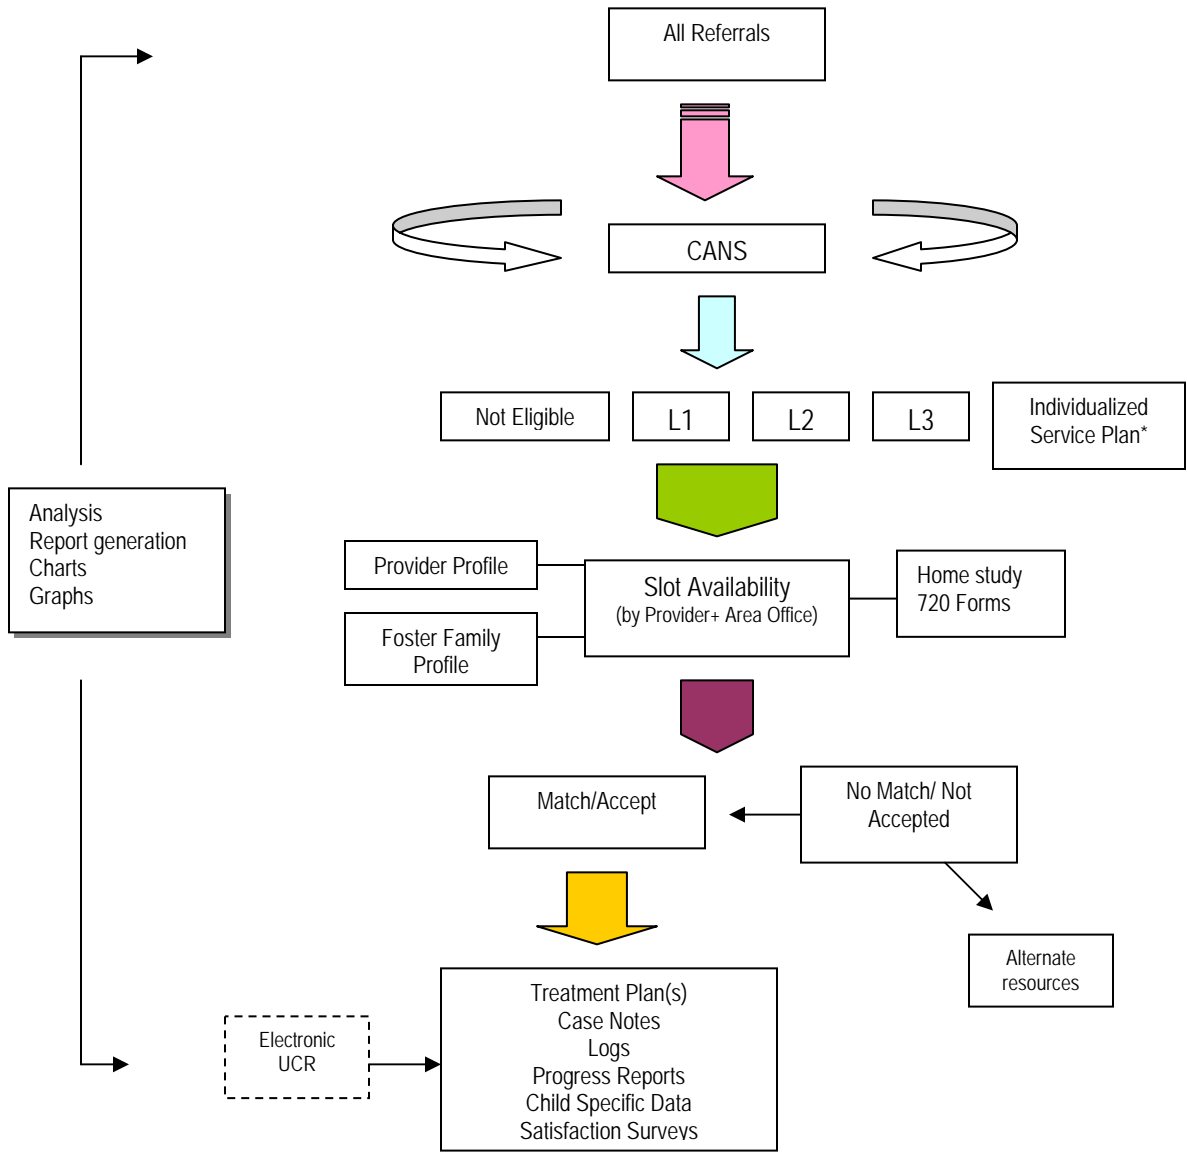 All Referrals
CANS
Not Eligible
L1
L2
L3
Individualized
Service Plan*
Analysis
Report generation
Charts
Graphs
Provider Profile
Foster Family
Profile
Slot Availability
(by Provider+ Area Office)
Home study
720 Forms
Match/Accept
No Match/ Not
Accepted
Alternate
resources
Electronic
UCR
Treatment Plan(s)
Case Notes
Logs
Progress Reports
Child Specific Data
Satisfaction Surveys